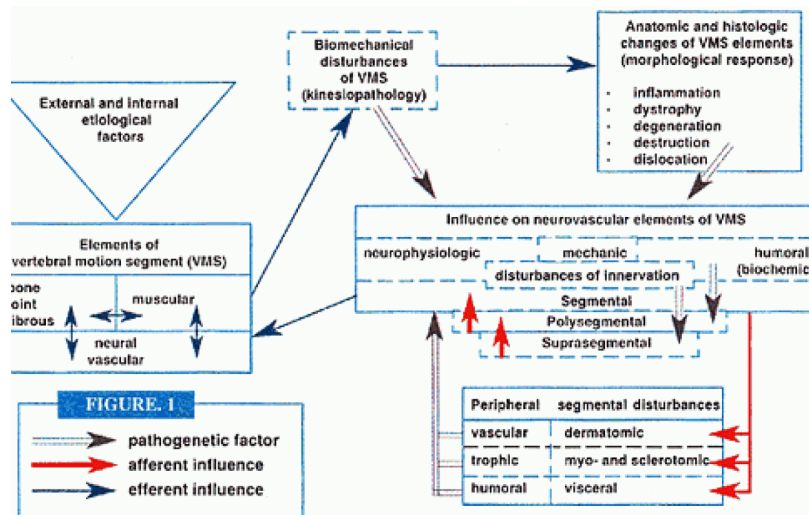 Biomechanical
disturbances
of VMS
(kinesiopathology)
Anatomic and histologic
changes of VMS elements
(morphological response)
· inflammation
· dystrophy
· degeneration
· destruction
· dislocation
External and internal
etiological
factors
Influence on neurovascular elements of VMS
neurophysiologic mechanic humoral
(biochemic)
disturbances of innervation
Segmental
Polysegmental
Suprasegmental
Elements of
vertebral motion segment (VMS)
bone
joint
fibrous
muscular
neural
vascular
FIGURE. 1
pathogenetic factor
afferent influence
efferent influence
Peripheral segmental disturbances
vascular dermatomic
trophic myo- and sclerotomic
humoral visceral